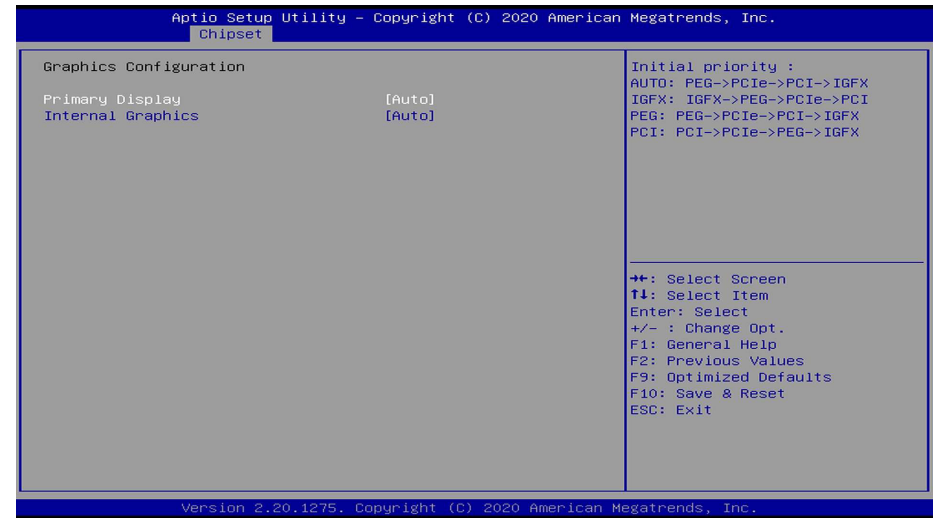 Aptio Setup Utility – Copyright (C) 2020 American Megatrends, Inc.
Chipset
Graphics Configuration
Primary Display [Auto]
Internal Graphics [Auto]
Initial priority :
AUTO: PEG->PCIe->PCI->IGFX
IGFX: IGFX->PEG->PCIe->PCI
PEG: PEG->PCIe->PCI->IGFX
PCI: PCI->PCIe->PEG->IGFX
→←: Select Screen
↑↓: Select Item
Enter: Select
+/- : Change Opt.
F1: General Help
F2: Previous Values
F9: Optimized Defaults
F10: Save & Reset
ESC: Exit
Version 2.20.1275. Copyright (C) 2020 American Megatrends, Inc.